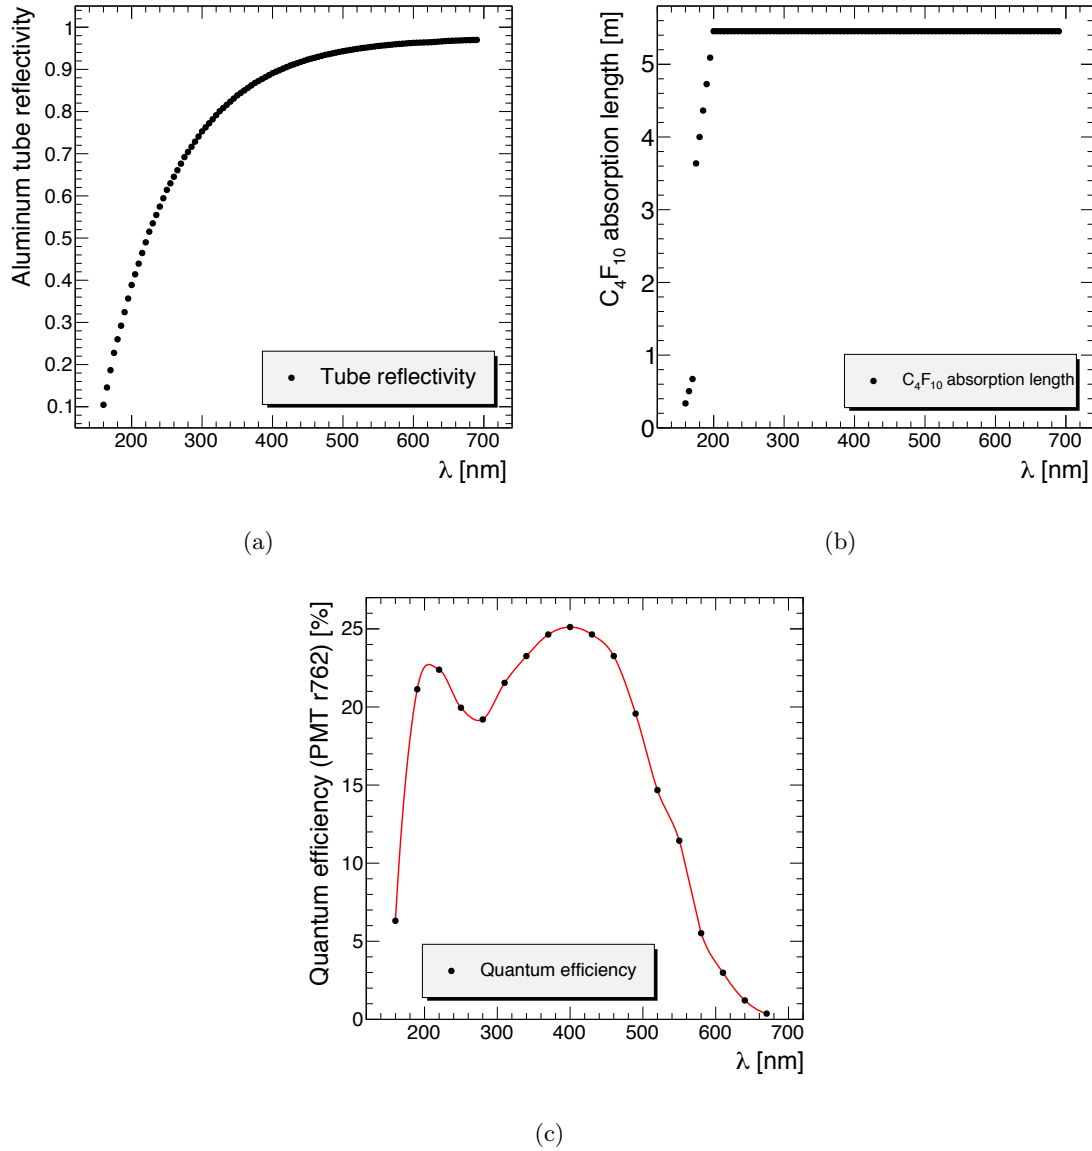 Aluminum tube reflectivity
1
0.9
0.8
0.7
0.6
0.5
0.4
0.3
0.2
0.1
Tube reflectivity
200 300 400 500 600 700
λ [nm]
(a)
C₄F₁₀ absorption length [m]
5
4
3
2
1
0
C₄F₁₀ absorption length
200 300 400 500 600 700
λ [nm]
(b)
Quantum efficiency (PMT r762) [%]
25
20
15
10
5
0
Quantum efficiency
200 300 400 500 600 700
λ [nm]
(c)